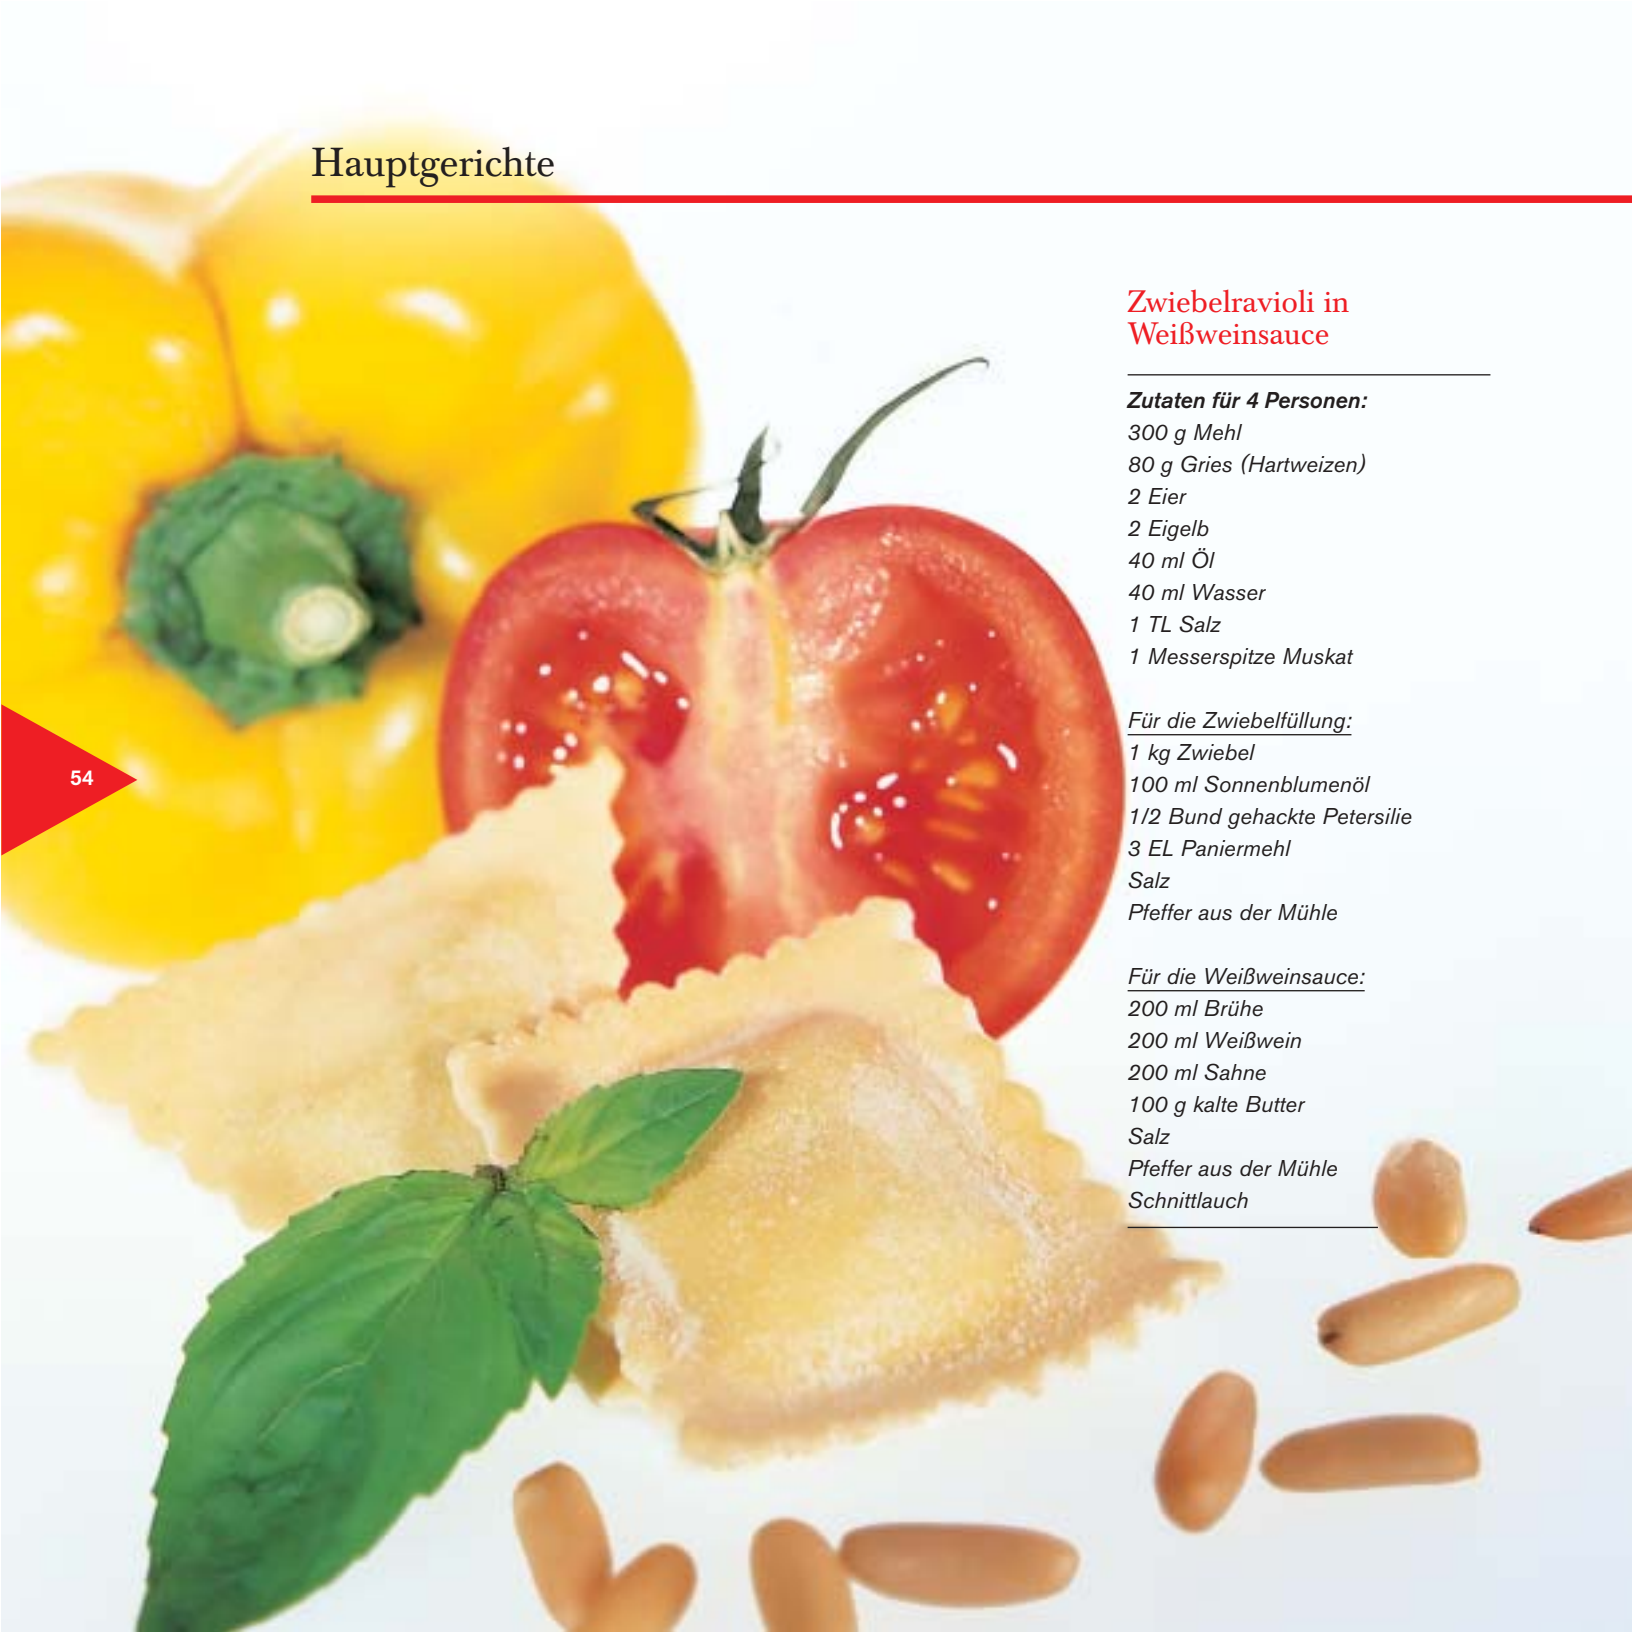 Hauptgerichte
Zwiebelravioli in
Weißweinsauce
Zutaten für 4 Personen:
300 g Mehl
80 g Gries (Hartweizen)
2 Eier
2 Eigelb
40 ml Öl
40 ml Wasser
1 TL Salz
1 Messerspitze Muskat
Für die Zwiebelfüllung:
1 kg Zwiebel
100 ml Sonnenblumenöl
1/2 Bund gehackte Petersilie
3 EL Paniermehl
Salz
Pfeffer aus der Mühle
Für die Weißweinsauce:
200 ml Brühe
200 ml Weißwein
200 ml Sahne
100 g kalte Butter
Salz
Pfeffer aus der Mühle
Schnittlauch
54